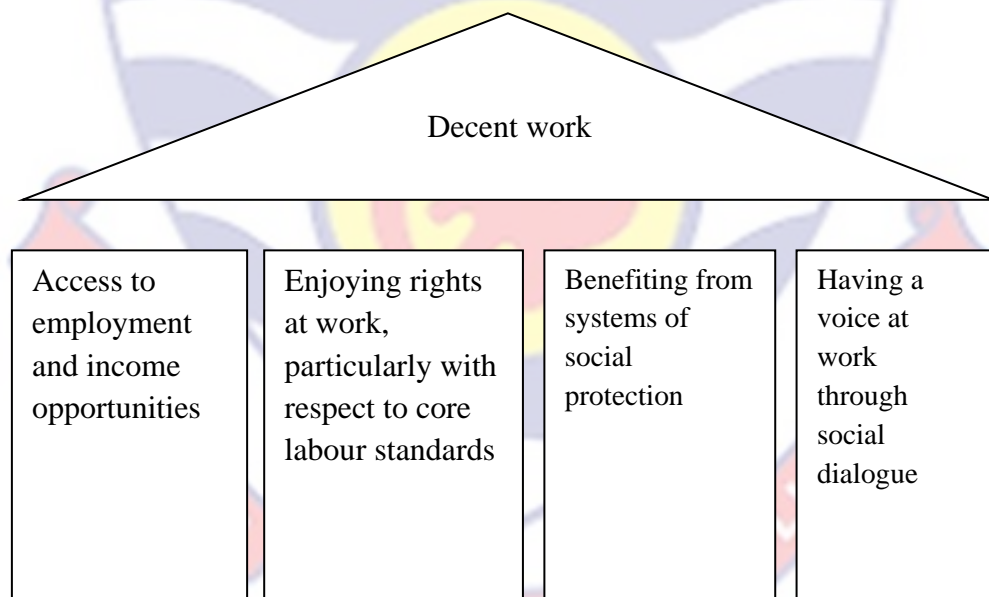 Decent work
Access to
employment
and income
opportunities
Enjoying rights
at work,
particularly with
respect to core
labour standards
Benefiting from
systems of
social
protection
Having a
voice at
work
through
social
dialogue